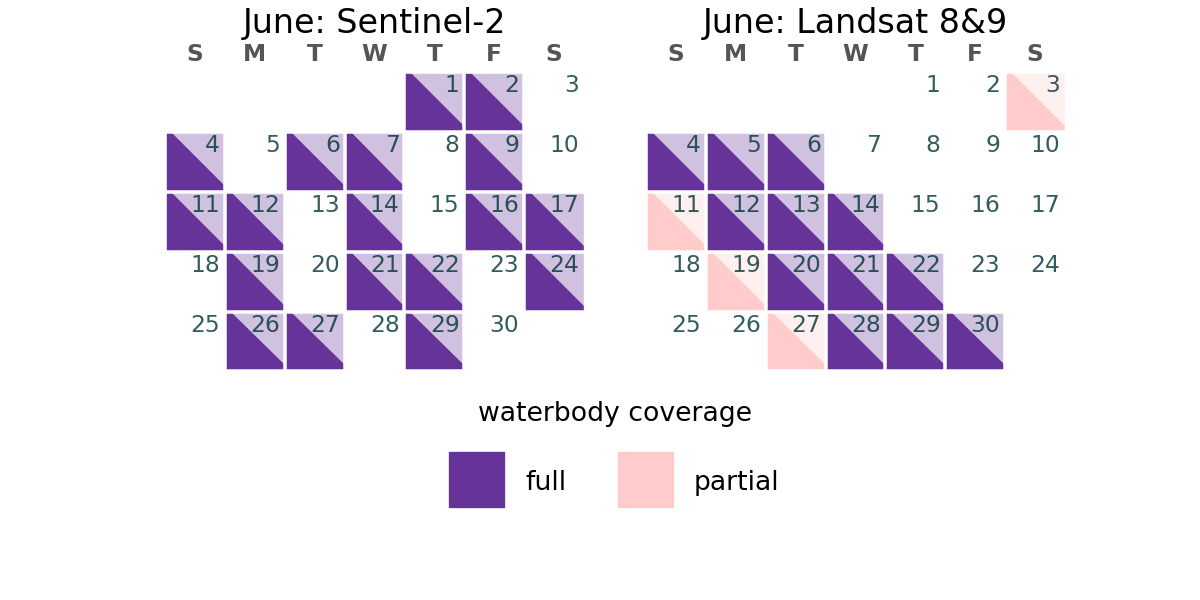 June: Sentinel-2
S M T W T F S
1 2 3
4 5 6 7 8 9 10
11 12 13 14 15 16 17
18 19 20 21 22 23 24
25 26 27 28 29 30
June: Landsat 8&9
S M T W T F S
1 2 3
4 5 6 7 8 9 10
11 12 13 14 15 16 17
18 19 20 21 22 23 24
25 26 27 28 29 30
waterbody coverage
full partial